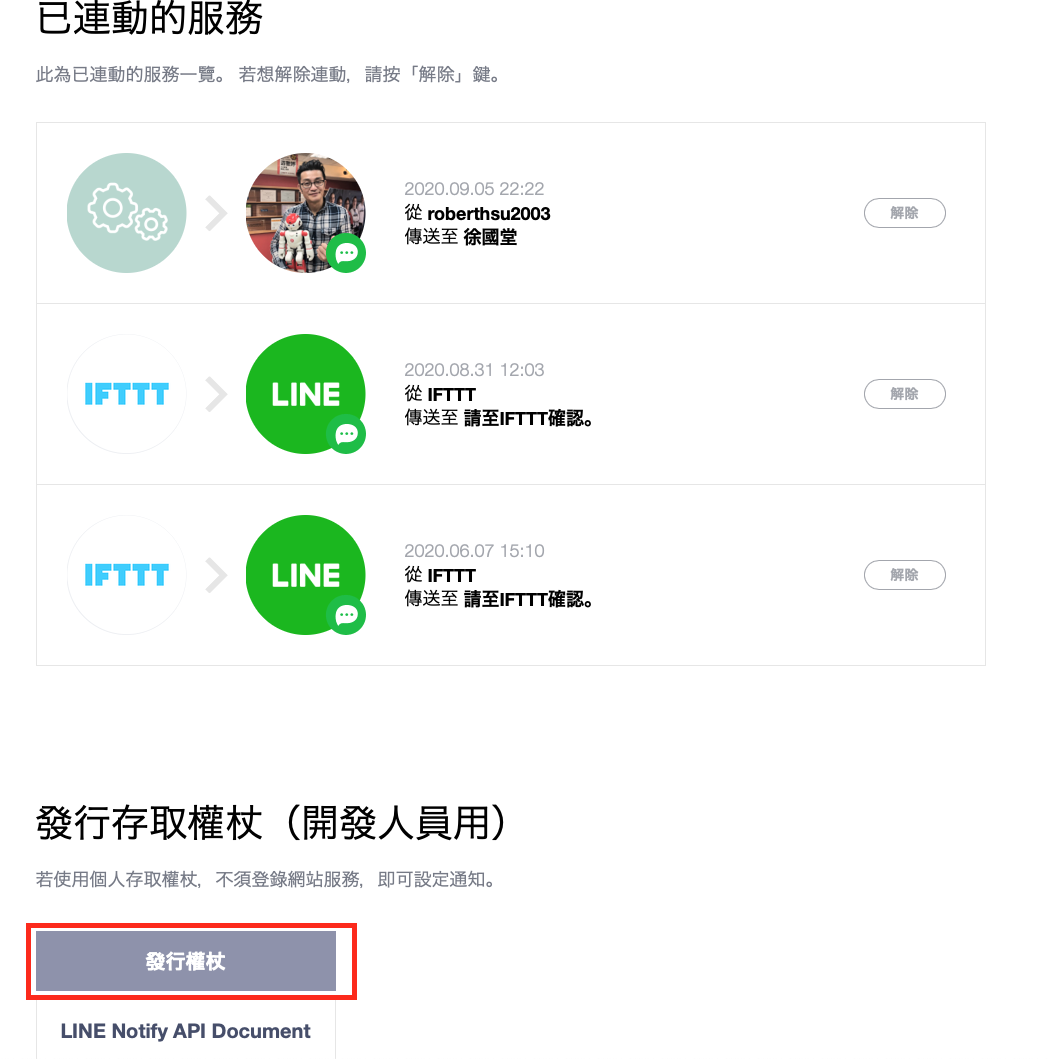 已連動的服務
此為已連動的服務一覽。 若想解除連動，請按「解除」鍵。
2020.09.05 22:22
從 roberthsu2003
傳送至 徐國堂
解除
IFTTT
LINE
2020.08.31 12:03
從 IFTTT
傳送至 請至IFTTT確認。
解除
IFTTT
LINE
2020.06.07 15:10
從 IFTTT
傳送至 請至IFTTT確認。
解除
發行存取權杖（開發人員用）
若使用個人存取權杖，不須登錄網站服務，即可設定通知。
發行權杖
LINE Notify API Document